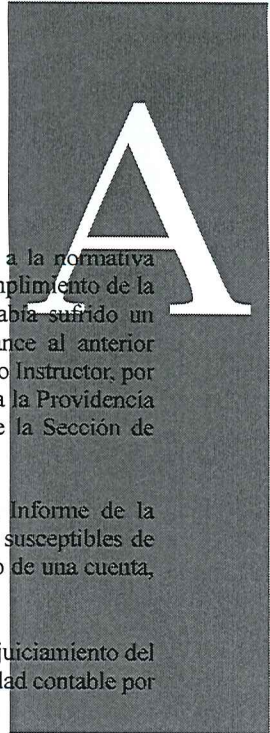 A
a la normativa
mplimiento de la
abía sufrido un
nce al anterior
o Instructor, por
a la Providencia
e la Sección de
Informe de la
susceptibles de
o de una cuenta,
juiciamiento del
dad contable por